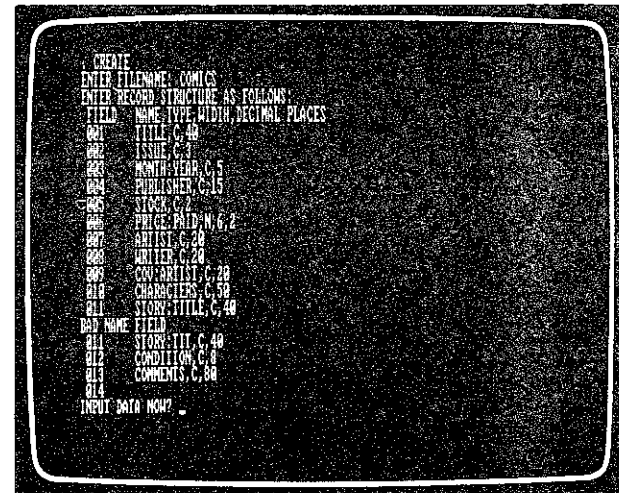 . CREATE
ENTER FILENAME: COMICS
ENTER RECORD STRUCTURE AS FOLLOWS:
FIELD NAME,TYPE,WIDTH,DECIMAL PLACES
001 TITLE,C,40
002 ISSUE,C,3
003 MONTH:YEAR,C,5
004 PUBLISHER,C,15
005 STOCK,C,2
006 PRICE:PAID,N,6,2
007 ARTIST,C,20
008 WRITER,C,20
009 COV:ARTIST,C,20
010 CHARACTERS,C,50
011 STORY:TITLE,C,40
BAD NAME FIELD
011 STORY:TIT,C,40
012 CONDITION,C,8
013 COMMENTS,C,80
014
INPUT DATA NOW?